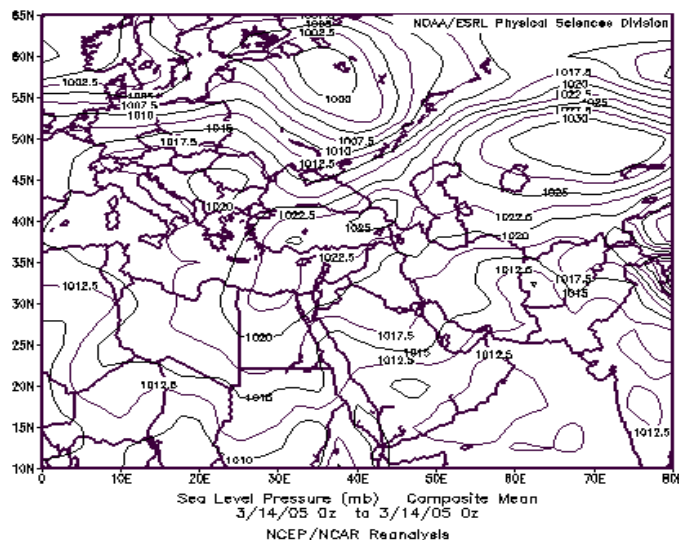 65N NOAA/ESRL Physical Sciences Division
1017.5
60N 1020
1002.5 1022.5
1025
1000
55N 1007.5 1030
1010
1015 1007.5
50N 1010
1017.5 1012.5
45N
1025
1020
40N 1022.5 1022.5
1025
1020
35N 1022.5
1012.5 1012.5 1017.5
1015
30N
25N 1020 1017.5
1015
1012.5
1012.5
20N 1012.5
1015
15N
1012.5
1010
10N
0 10E 20E 30E 40E 50E 60E 70E 80E
Sea Level Pressure (mb) Composite Mean
3/14/05 0z to 3/14/05 0z
NCEP/NCAR Reanalysis